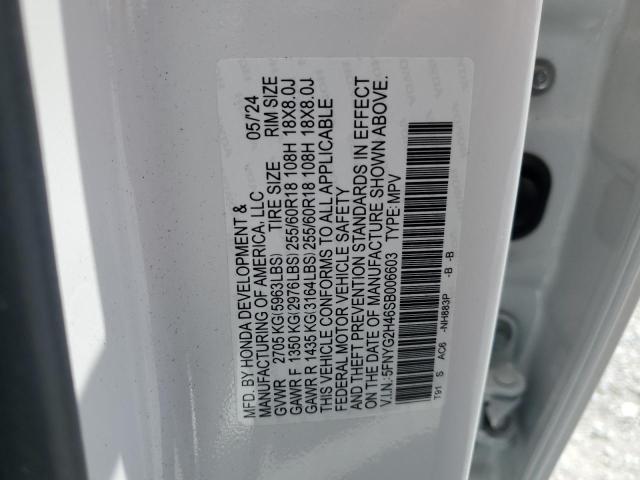 MFD. BY HONDA DEVELOPMENT &
MANUFACTURING OF AMERICA, LLC 05/'24
GVWR 2705 KG(5963LBS) TIRE SIZE RIM SIZE
GAWR F 1350 KG(2976LBS) 255/60R18 108H 18X8.0J
GAWR R 1435 KG(3164LBS) 255/60R18 108H 18X8.0J
THIS VEHICLE CONFORMS TO ALL APPLICABLE
FEDERAL MOTOR VEHICLE SAFETY
AND THEFT PREVENTION STANDARDS IN EFFECT
ON THE DATE OF MANUFACTURE SHOWN ABOVE.
V.I.N.:5FNYG2H46SB006603 TYPE:MPV
T91 S AC6 -NH883P -B -B